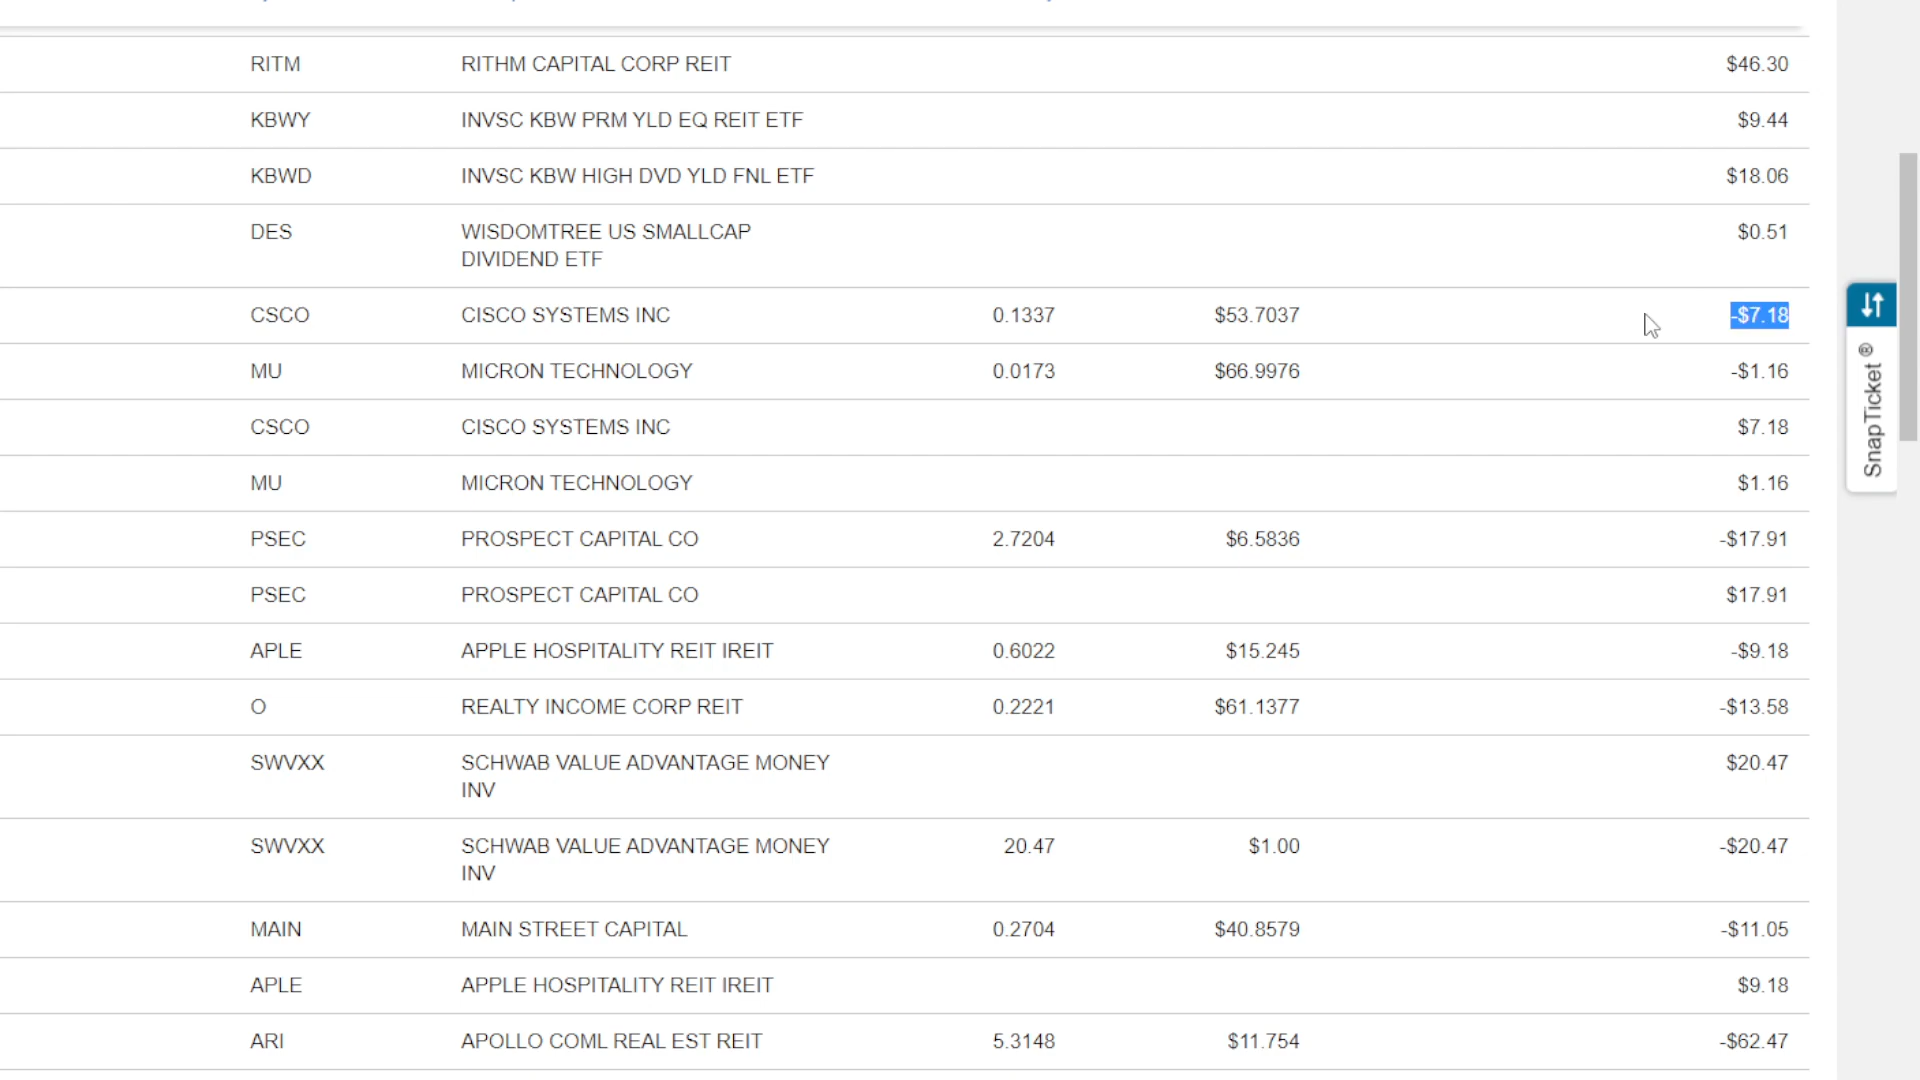 RITM RITHM CAPITAL CORP REIT $46.30
KBWY INVSC KBW PRM YLD EQ REIT ETF $9.44
KBWD INVSC KBW HIGH DVD YLD FNL ETF $18.06
DES WISDOMTREE US SMALLCAP $0.51
DIVIDEND ETF
CSCO CISCO SYSTEMS INC 0.1337 $53.7037 -$7.18
MU MICRON TECHNOLOGY 0.0173 $66.9976 -$1.16
CSCO CISCO SYSTEMS INC $7.18
MU MICRON TECHNOLOGY $1.16
PSEC PROSPECT CAPITAL CO 2.7204 $6.5836 -$17.91
PSEC PROSPECT CAPITAL CO $17.91
APLE APPLE HOSPITALITY REIT IREIT 0.6022 $15.245 -$9.18
O REALTY INCOME CORP REIT 0.2221 $61.1377 -$13.58
SWVXX SCHWAB VALUE ADVANTAGE MONEY $20.47
INV
SWVXX SCHWAB VALUE ADVANTAGE MONEY 20.47 $1.00 -$20.47
INV
MAIN MAIN STREET CAPITAL 0.2704 $40.8579 -$11.05
APLE APPLE HOSPITALITY REIT IREIT $9.18
ARI APOLLO COML REAL EST REIT 5.3148 $11.754 -$62.47
SnapTicket®